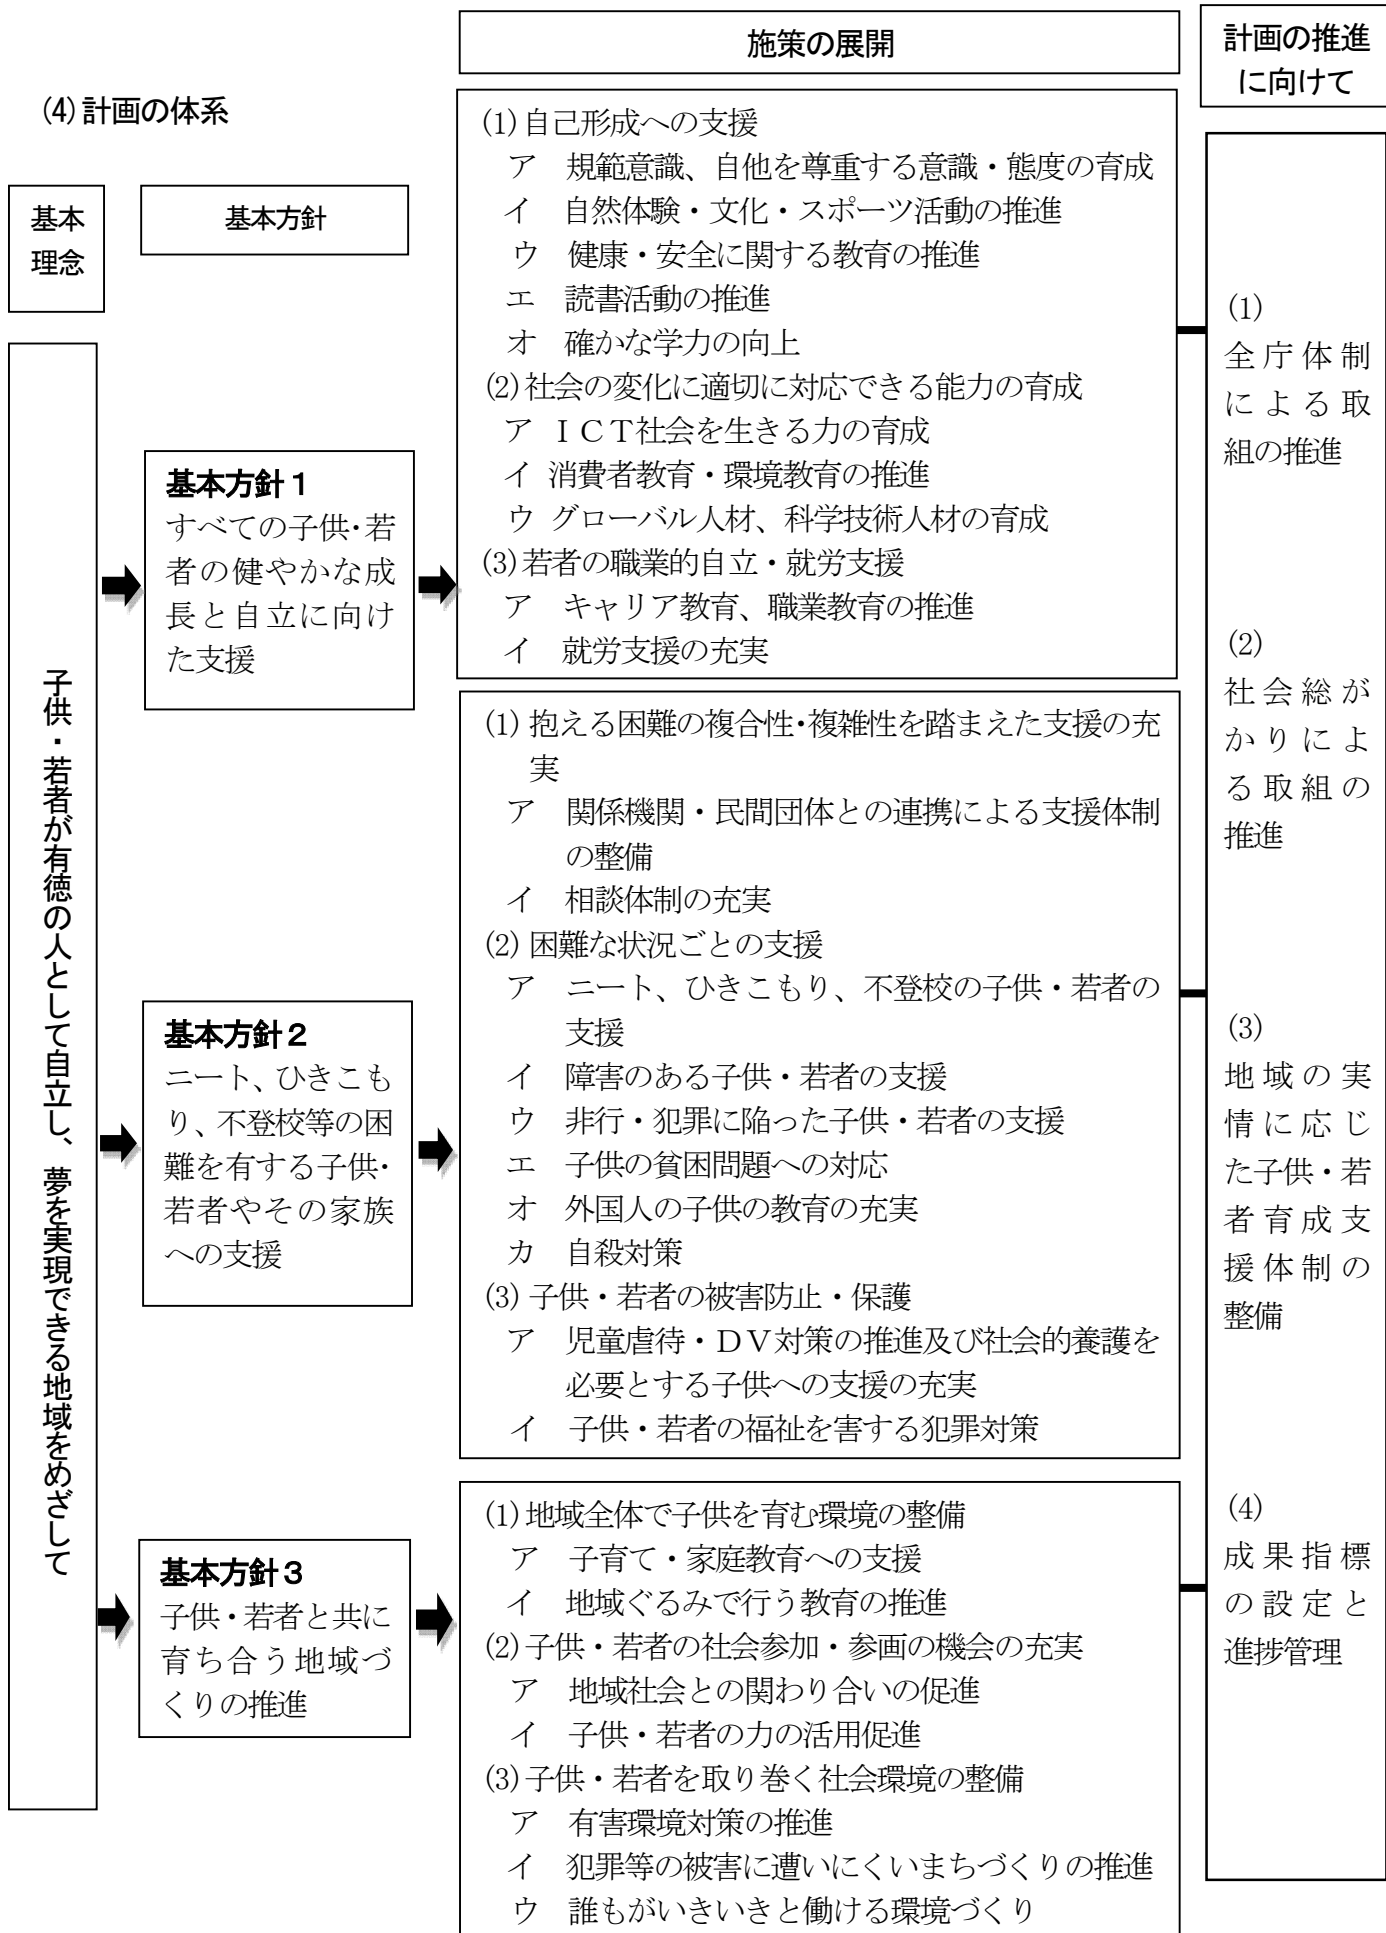 (4)計画の体系
基本
理念
基本方針
施策の展開
計画の推進
に向けて
子供・若者が有徳の人として自立し、夢を実現できる地域をめざして
基本方針1
すべての子供・若
者の健やかな成
長と自立に向け
た支援
(1)自己形成への支援
ア 規範意識、自他を尊重する意識・態度の育成
イ 自然体験・文化・スポーツ活動の推進
ウ 健康・安全に関する教育の推進
エ 読書活動の推進
オ 確かな学力の向上
(2)社会の変化に適切に対応できる能力の育成
ア ICT社会を生きる力の育成
イ 消費者教育・環境教育の推進
ウ グローバル人材、科学技術人材の育成
(3)若者の職業的自立・就労支援
ア キャリア教育、職業教育の推進
イ 就労支援の充実
基本方針2
ニート、ひきこも
り、不登校等の困
難を有する子供・
若者やその家族
への支援
(1)抱える困難の複合性・複雑性を踏まえた支援の充
実
ア 関係機関・民間団体との連携による支援体制
の整備
イ 相談体制の充実
(2)困難な状況ごとの支援
ア ニート、ひきこもり、不登校の子供・若者の
支援
イ 障害のある子供・若者の支援
ウ 非行・犯罪に陥った子供・若者の支援
エ 子供の貧困問題への対応
オ 外国人の子供の教育の充実
カ 自殺対策
(3)子供・若者の被害防止・保護
ア 児童虐待・DV対策の推進及び社会的養護を
必要とする子供への支援の充実
イ 子供・若者の福祉を害する犯罪対策
基本方針3
子供・若者と共に
育ち合う地域づ
くりの推進
(1)地域全体で子供を育む環境の整備
ア 子育て・家庭教育への支援
イ 地域ぐるみで行う教育の推進
(2)子供・若者の社会参加・参画の機会の充実
ア 地域社会との関わり合いの促進
イ 子供・若者の力の活用促進
(3)子供・若者を取り巻く社会環境の整備
ア 有害環境対策の推進
イ 犯罪等の被害に遭いにくいまちづくりの推進
ウ 誰もがいきいきと働ける環境づくり
(1)
全庁体制
による取
組の推進
(2)
社会総が
かりによ
る取組の
推進
(3)
地域の実
情に応じ
た子供・若
者育成支
援体制の
整備
(4)
成果指標
の設定と
進捗管理